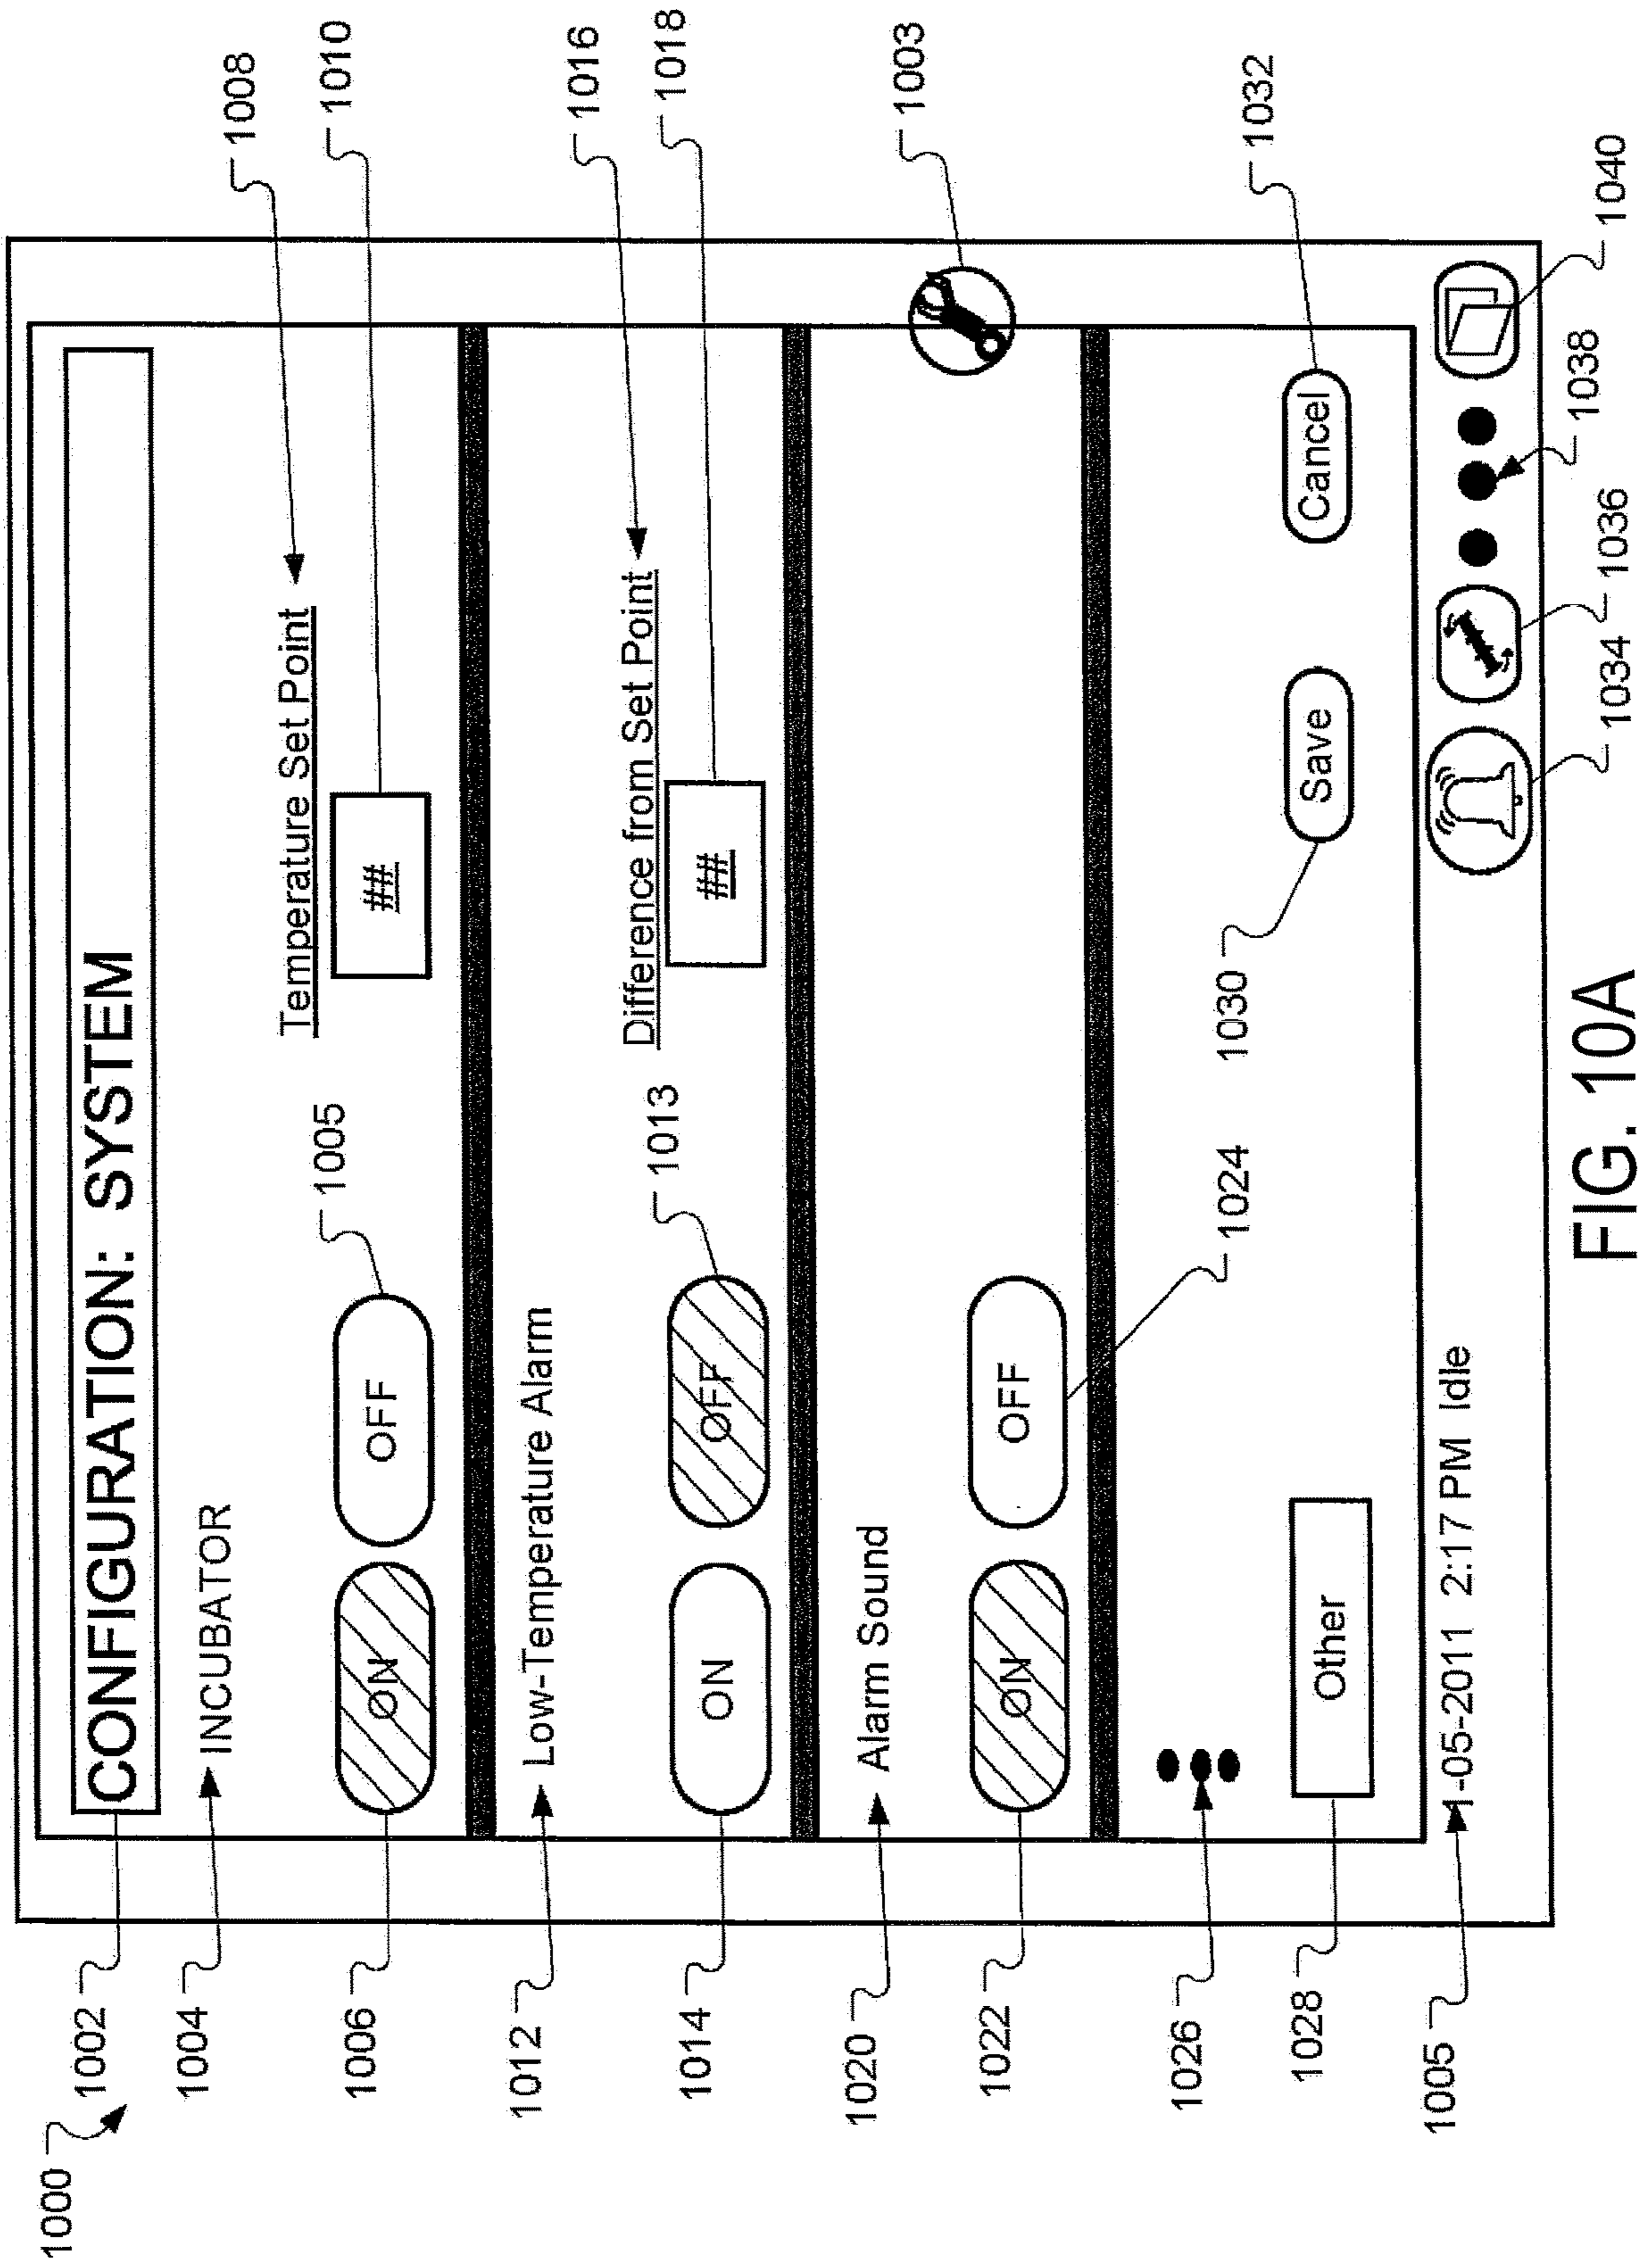 1000
1002
CONFIGURATION: SYSTEM
1004
INCUBATOR
1008
Temperature Set Point
1005
1010
1006
ON
OFF
##
1012
Low-Temperature Alarm
1016
Difference from Set Point
1013
1018
1014
ON
OFF
##
1020
Alarm Sound
1003
1022
ON
OFF
1024
1026
1030
1032
1028
Other
Save
Cancel
1005
1-05-2011 2:17 PM Idle
1034
1036
1038
1040
FIG. 10A